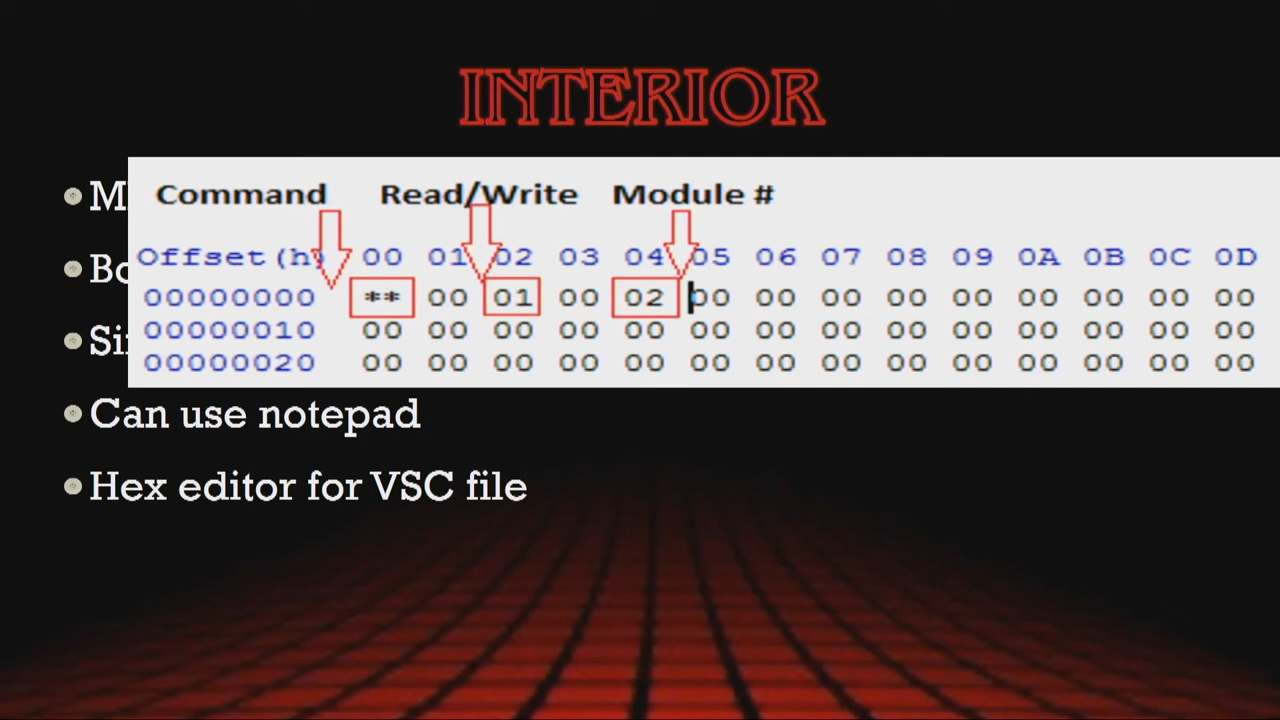 INTERIOR
Command Read/Write Module #
Offset(h) 00 01 02 03 04 05 06 07 08 09 0A 0B 0C 0D
00000000 ** 00 01 00 02 00 00 00 00 00 00 00 00 00
00000010 00 00 00 00 00 00 00 00 00 00 00 00 00 00
00000020 00 00 00 00 00 00 00 00 00 00 00 00 00 00
Can use notepad
Hex editor for VSC file